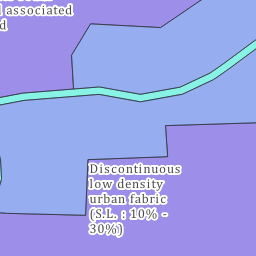 l associated
d
Discontinuous
low density
urban fabric
(S.L. : 10% -
30%)